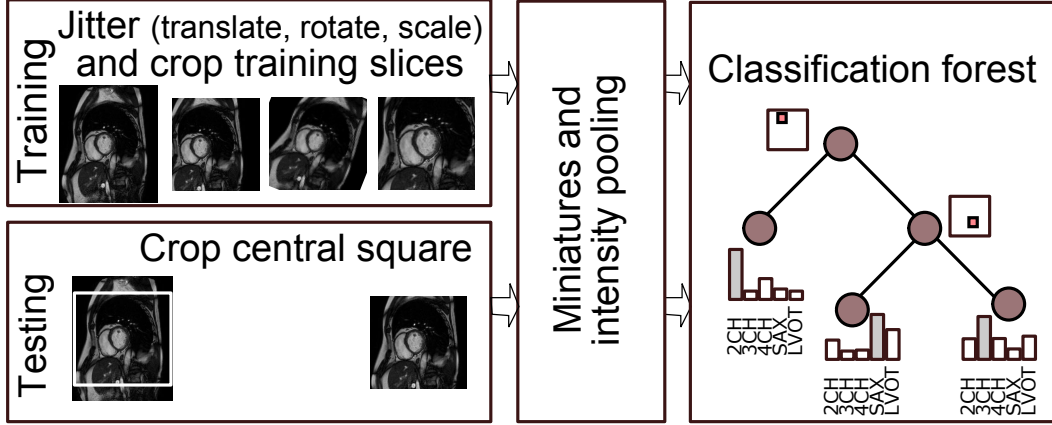 Training
Jitter (translate, rotate, scale)
and crop training slices
Testing
Crop central square
Miniatures and
intensity pooling
Classification forest
2CH
3CH
4CH
SAX
LVOT
2CH
3CH
4CH
SAX
LVOT
2CH
3CH
4CH
SAX
LVOT